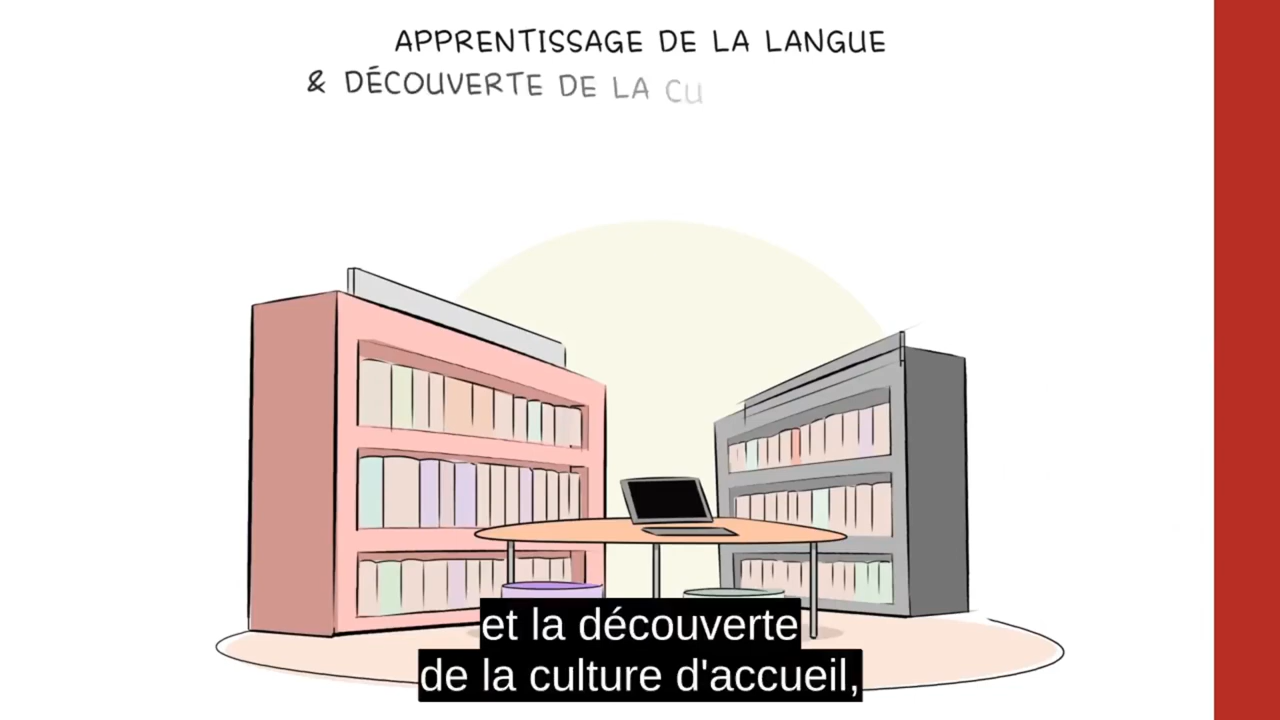 APPRENTISSAGE DE LA LANGUE
& DÉCOUVERTE DE LA CU
et la découverte
de la culture d'accueil,